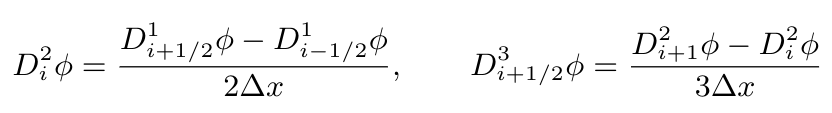 $D_i^2 \phi = \frac{D_{i+1/2}^1 \phi - D_{i-1/2}^1 \phi}{2 \Delta x}, \qquad D_{i+1/2}^3 \phi = \frac{D_{i+1}^2 \phi - D_i^2 \phi}{3 \Delta x}$